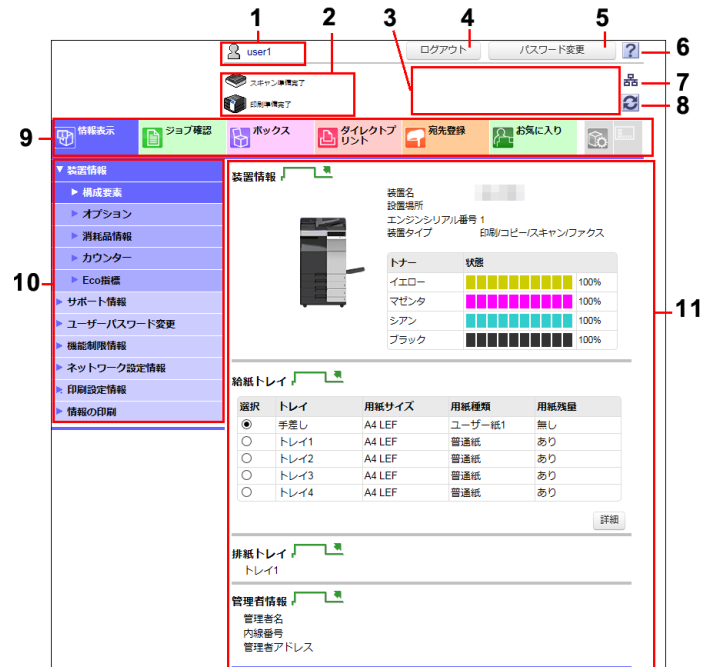 1
2
3
4
5
user1
ログアウト
パスワード変更
?
6
スキャン準備完了
印刷準備完了
7
8
9
情報表示
ジョブ確認
ボックス
ダイレクトプ
リント
宛先登録
お気に入り
装置情報
構成要素
オプション
消耗品情報
カウンター
Eco指標
サポート情報
ユーザーパスワード変更
機能制限情報
ネットワーク設定情報
印刷設定情報
情報の印刷
10
装置情報
装置名
設置場所
エンジンシリアル番号 1
装置タイプ 印刷/コピー/スキャン/ファクス
トナー 状態
イエロー 100%
マゼンタ 100%
シアン 100%
ブラック 100%
11
給紙トレイ
選択 トレイ 用紙サイズ 用紙種類 用紙残量
手差し A4 LEF ユーザー紙1 無し
トレイ1 A4 LEF 普通紙 あり
トレイ2 A4 LEF 普通紙 あり
トレイ3 A4 LEF 普通紙 あり
トレイ4 A4 LEF 普通紙 あり
詳細
排紙トレイ
トレイ1
管理者情報
管理者名
内線番号
管理者アドレス